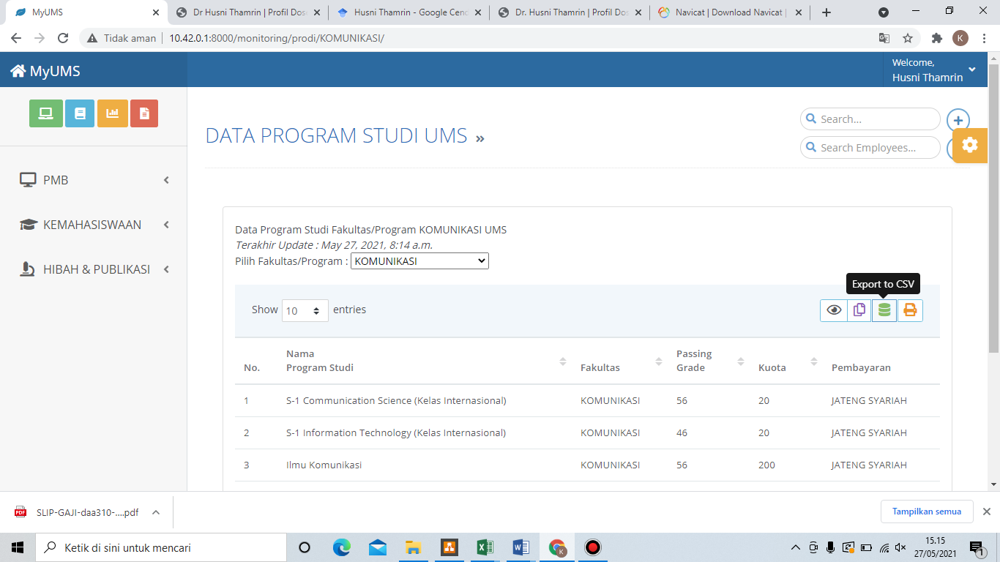 MyUMS
Dr Husni Thamrin | Profil Dos
Husni Thamrin - Google Cend
Dr. Husni Thamrin | Profil Dos
Navicat | Download Navicat |
Tidak aman
10.42.0.1:8000/monitoring/prodi/KOMUNIKASI/
K
MyUMS
Welcome,
Husni Thamrin
DATA PROGRAM STUDI UMS »
Search...
Search Employees...
PMB
KEMAHASISWAAN
HIBAH & PUBLIKASI
Data Program Studi Fakultas/Program KOMUNIKASI UMS
Terakhir Update : May 27, 2021, 8:14 a.m.
Pilih Fakultas/Program : KOMUNIKASI
Export to CSV
Show 10 entries
No. Nama Program Studi Fakultas Passing Grade Kuota Pembayaran
1 S-1 Communication Science (Kelas Internasional) KOMUNIKASI 56 20 JATENG SYARIAH
2 S-1 Information Technology (Kelas Internasional) KOMUNIKASI 46 20 JATENG SYARIAH
3 Ilmu Komunikasi KOMUNIKASI 56 200 JATENG SYARIAH
PDF
SLIP-GAJI-daa310-....pdf
Tampilkan semua
Ketik di sini untuk mencari
K
15.15
27/05/2021
1